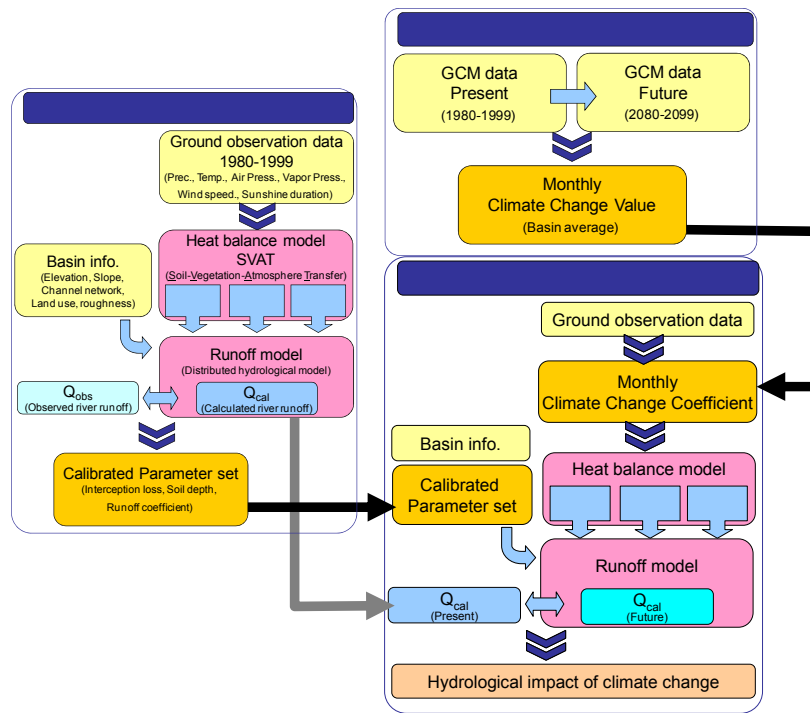 GCM data
Present
(1980-1999)
GCM data
Future
(2080-2099)
Monthly
Climate Change Value
(Basin average)
Ground observation data
1980-1999
(Prec., Temp., Air Press., Vapor Press.,
Wind speed., Sunshine duration)
Heat balance model
SVAT
(Soil-Vegetation-Atmosphere Transfer)
Basin info.
(Elevation, Slope,
Channel network,
Land use, roughness)
Runoff model
(Distributed hydrological model)
Qobs
(Observed river runoff)
Qcal
(Calculated river runoff)
Calibrated Parameter set
(Interception loss, Soil depth,
Runoff coefficient)
Ground observation data
Monthly
Climate Change Coefficient
Basin info.
Calibrated
Parameter set
Heat balance model
Runoff model
Qcal
(Present)
Qcal
(Future)
Hydrological impact of climate change